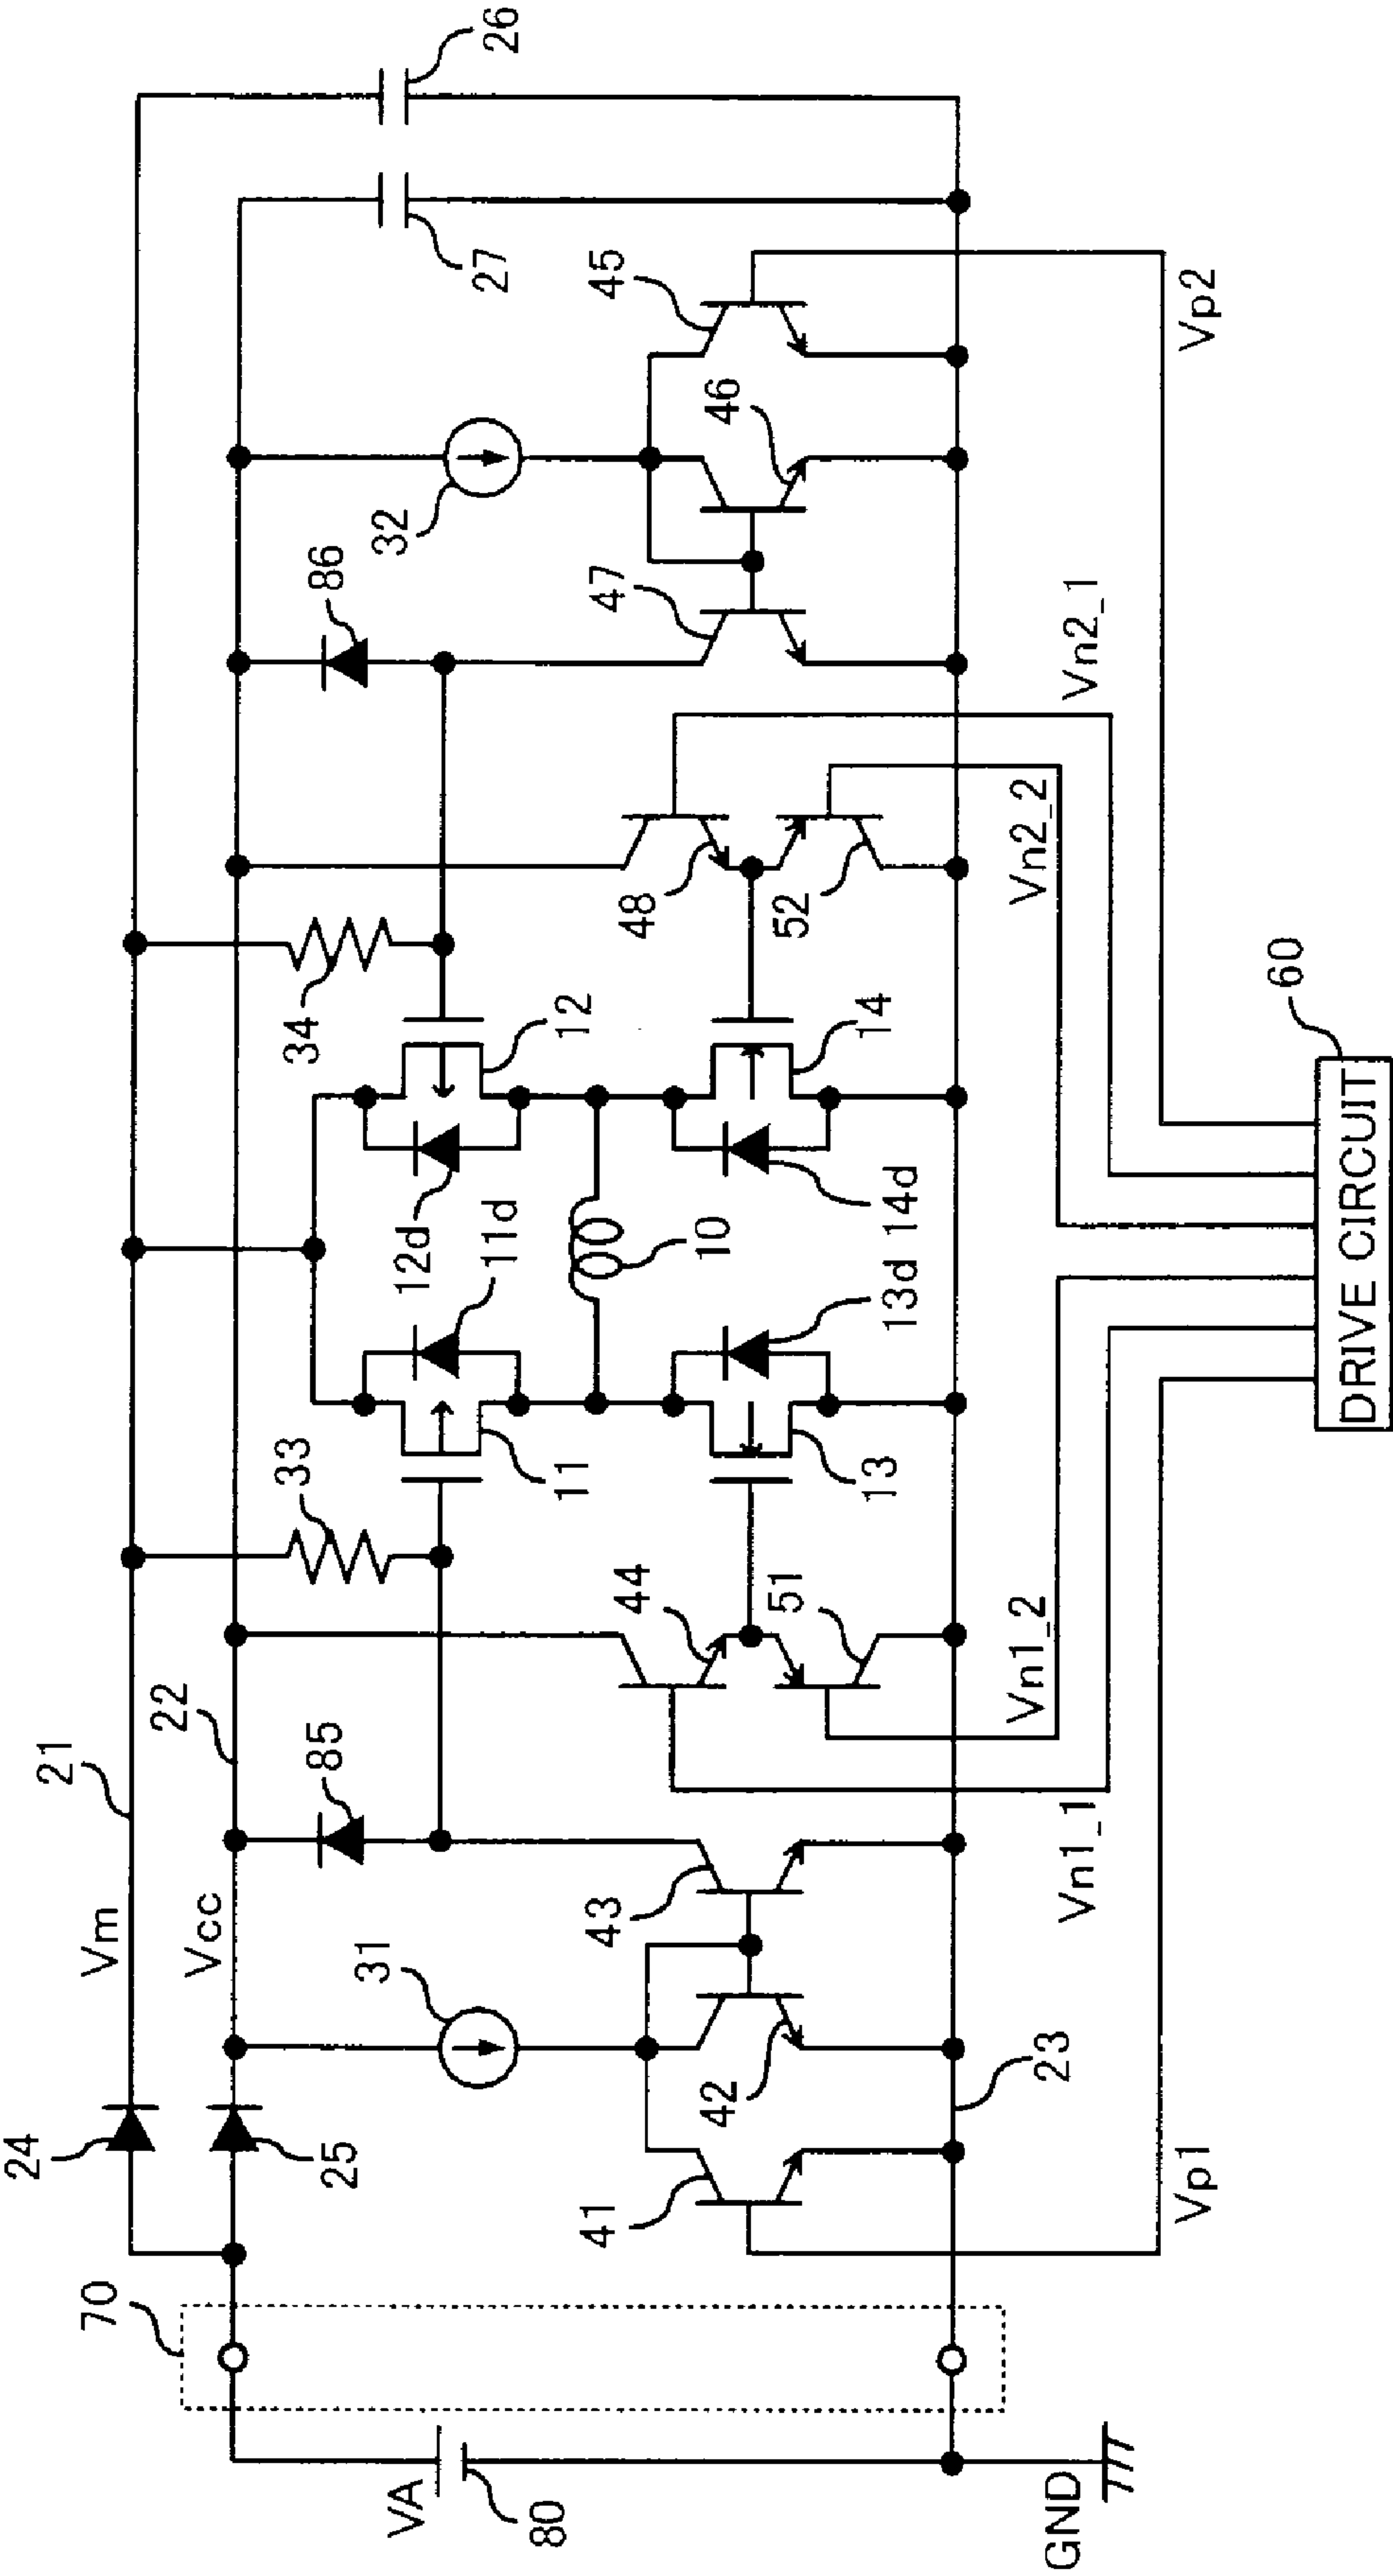 70
VA
80
GND
24
25
Vm
Vcc
21
22
23
31
85
33
34
86
32
26
27
41
42
43
44
51
11
11d
12
12d
10
13
13d
14
14d
48
52
47
46
45
Vp1
Vn1_1
Vn1_2
Vn2_2
Vn2_1
Vp2
60
DRIVE CIRCUIT